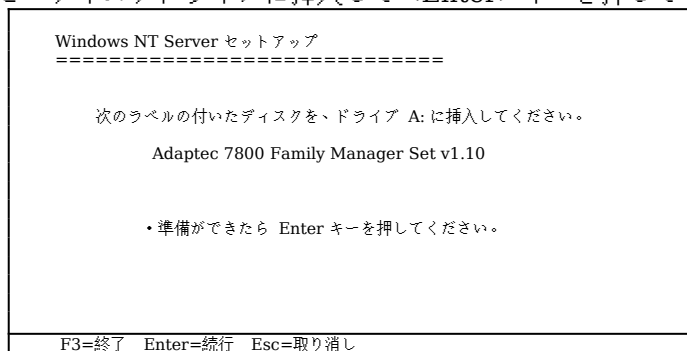 Windows NT Server セットアップ
=============================
次のラベルの付いたディスクを、ドライブ A: に挿入してください。
Adaptec 7800 Family Manager Set v1.10
・準備ができたら Enter キーを押してください。
F3=終了 Enter=続行 Esc=取り消し